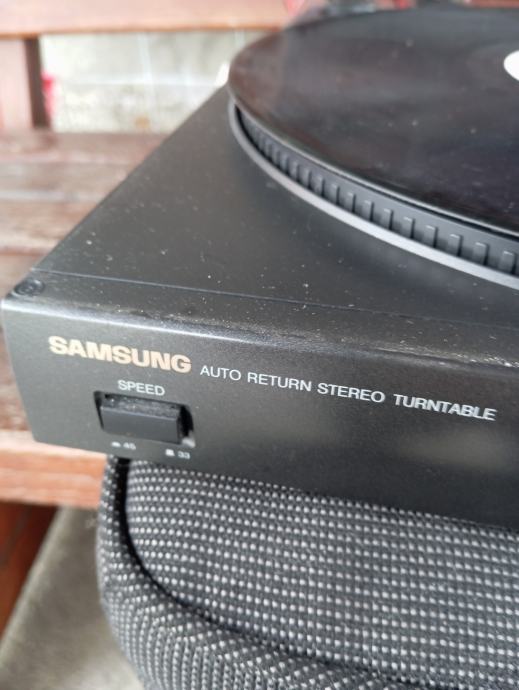 SAMSUNG AUTO RETURN STEREO TURNTABLE
SPEED
45 33